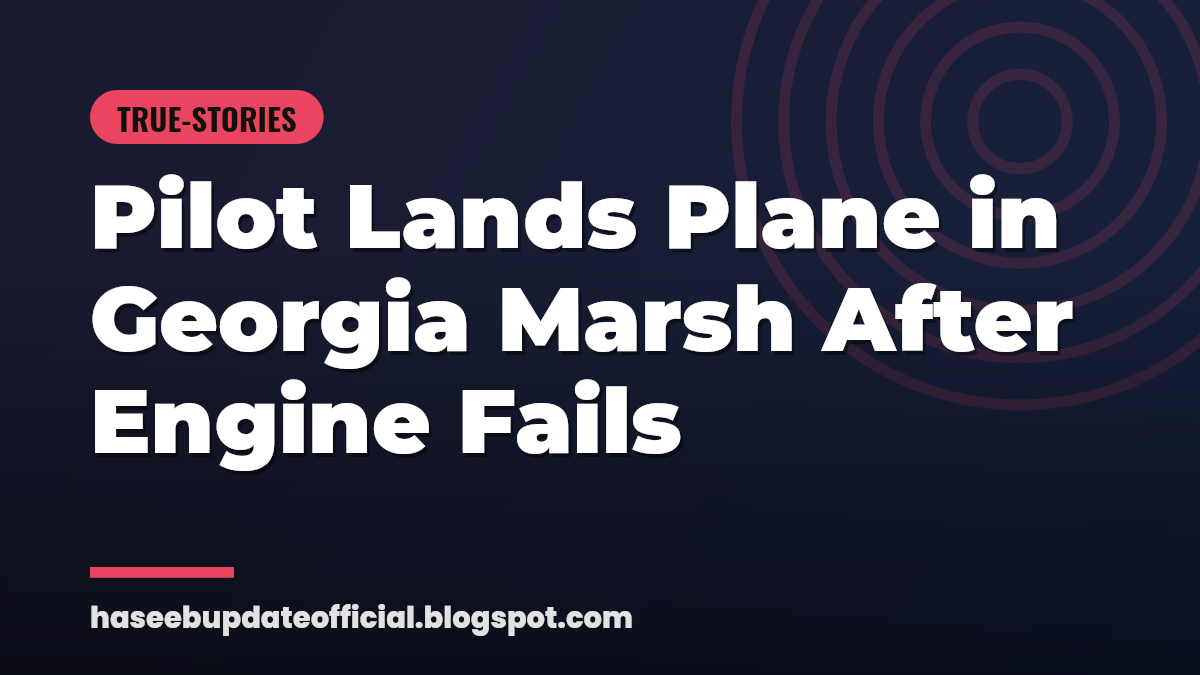 TRUE-STORIES
Pilot Lands Plane in
Georgia Marsh After
Engine Fails
haseebupdateofficial.blogspot.com